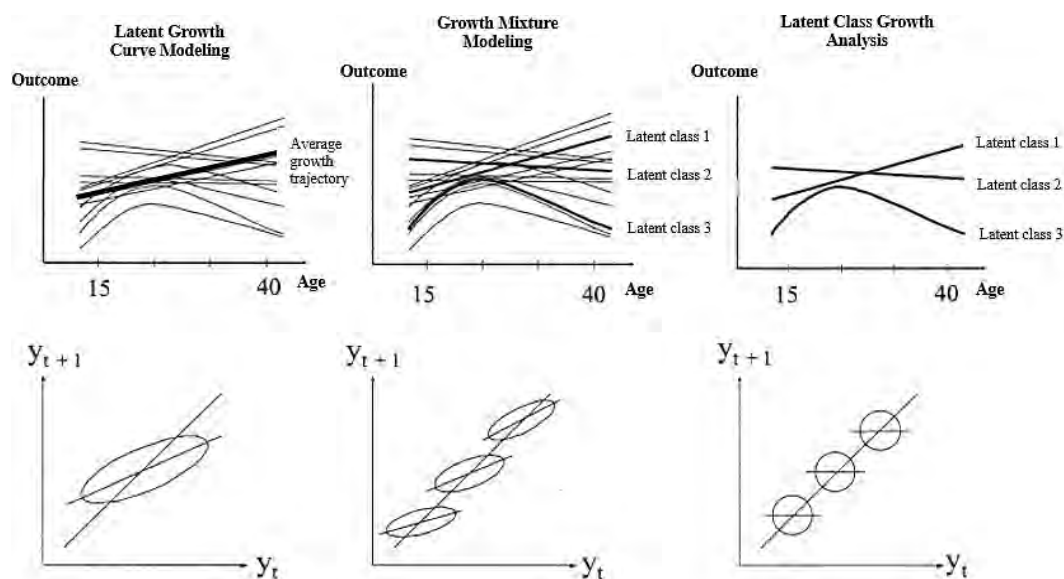 Latent Growth
Curve Modeling
Outcome
Average
growth
trajectory
15
40
Age
Growth Mixture
Modeling
Outcome
Latent class 1
Latent class 2
Latent class 3
15
40
Age
Latent Class Growth
Analysis
Outcome
Latent class 1
Latent class 2
Latent class 3
15
40
Age
yt + 1
yt
yt + 1
yt
yt + 1
yt